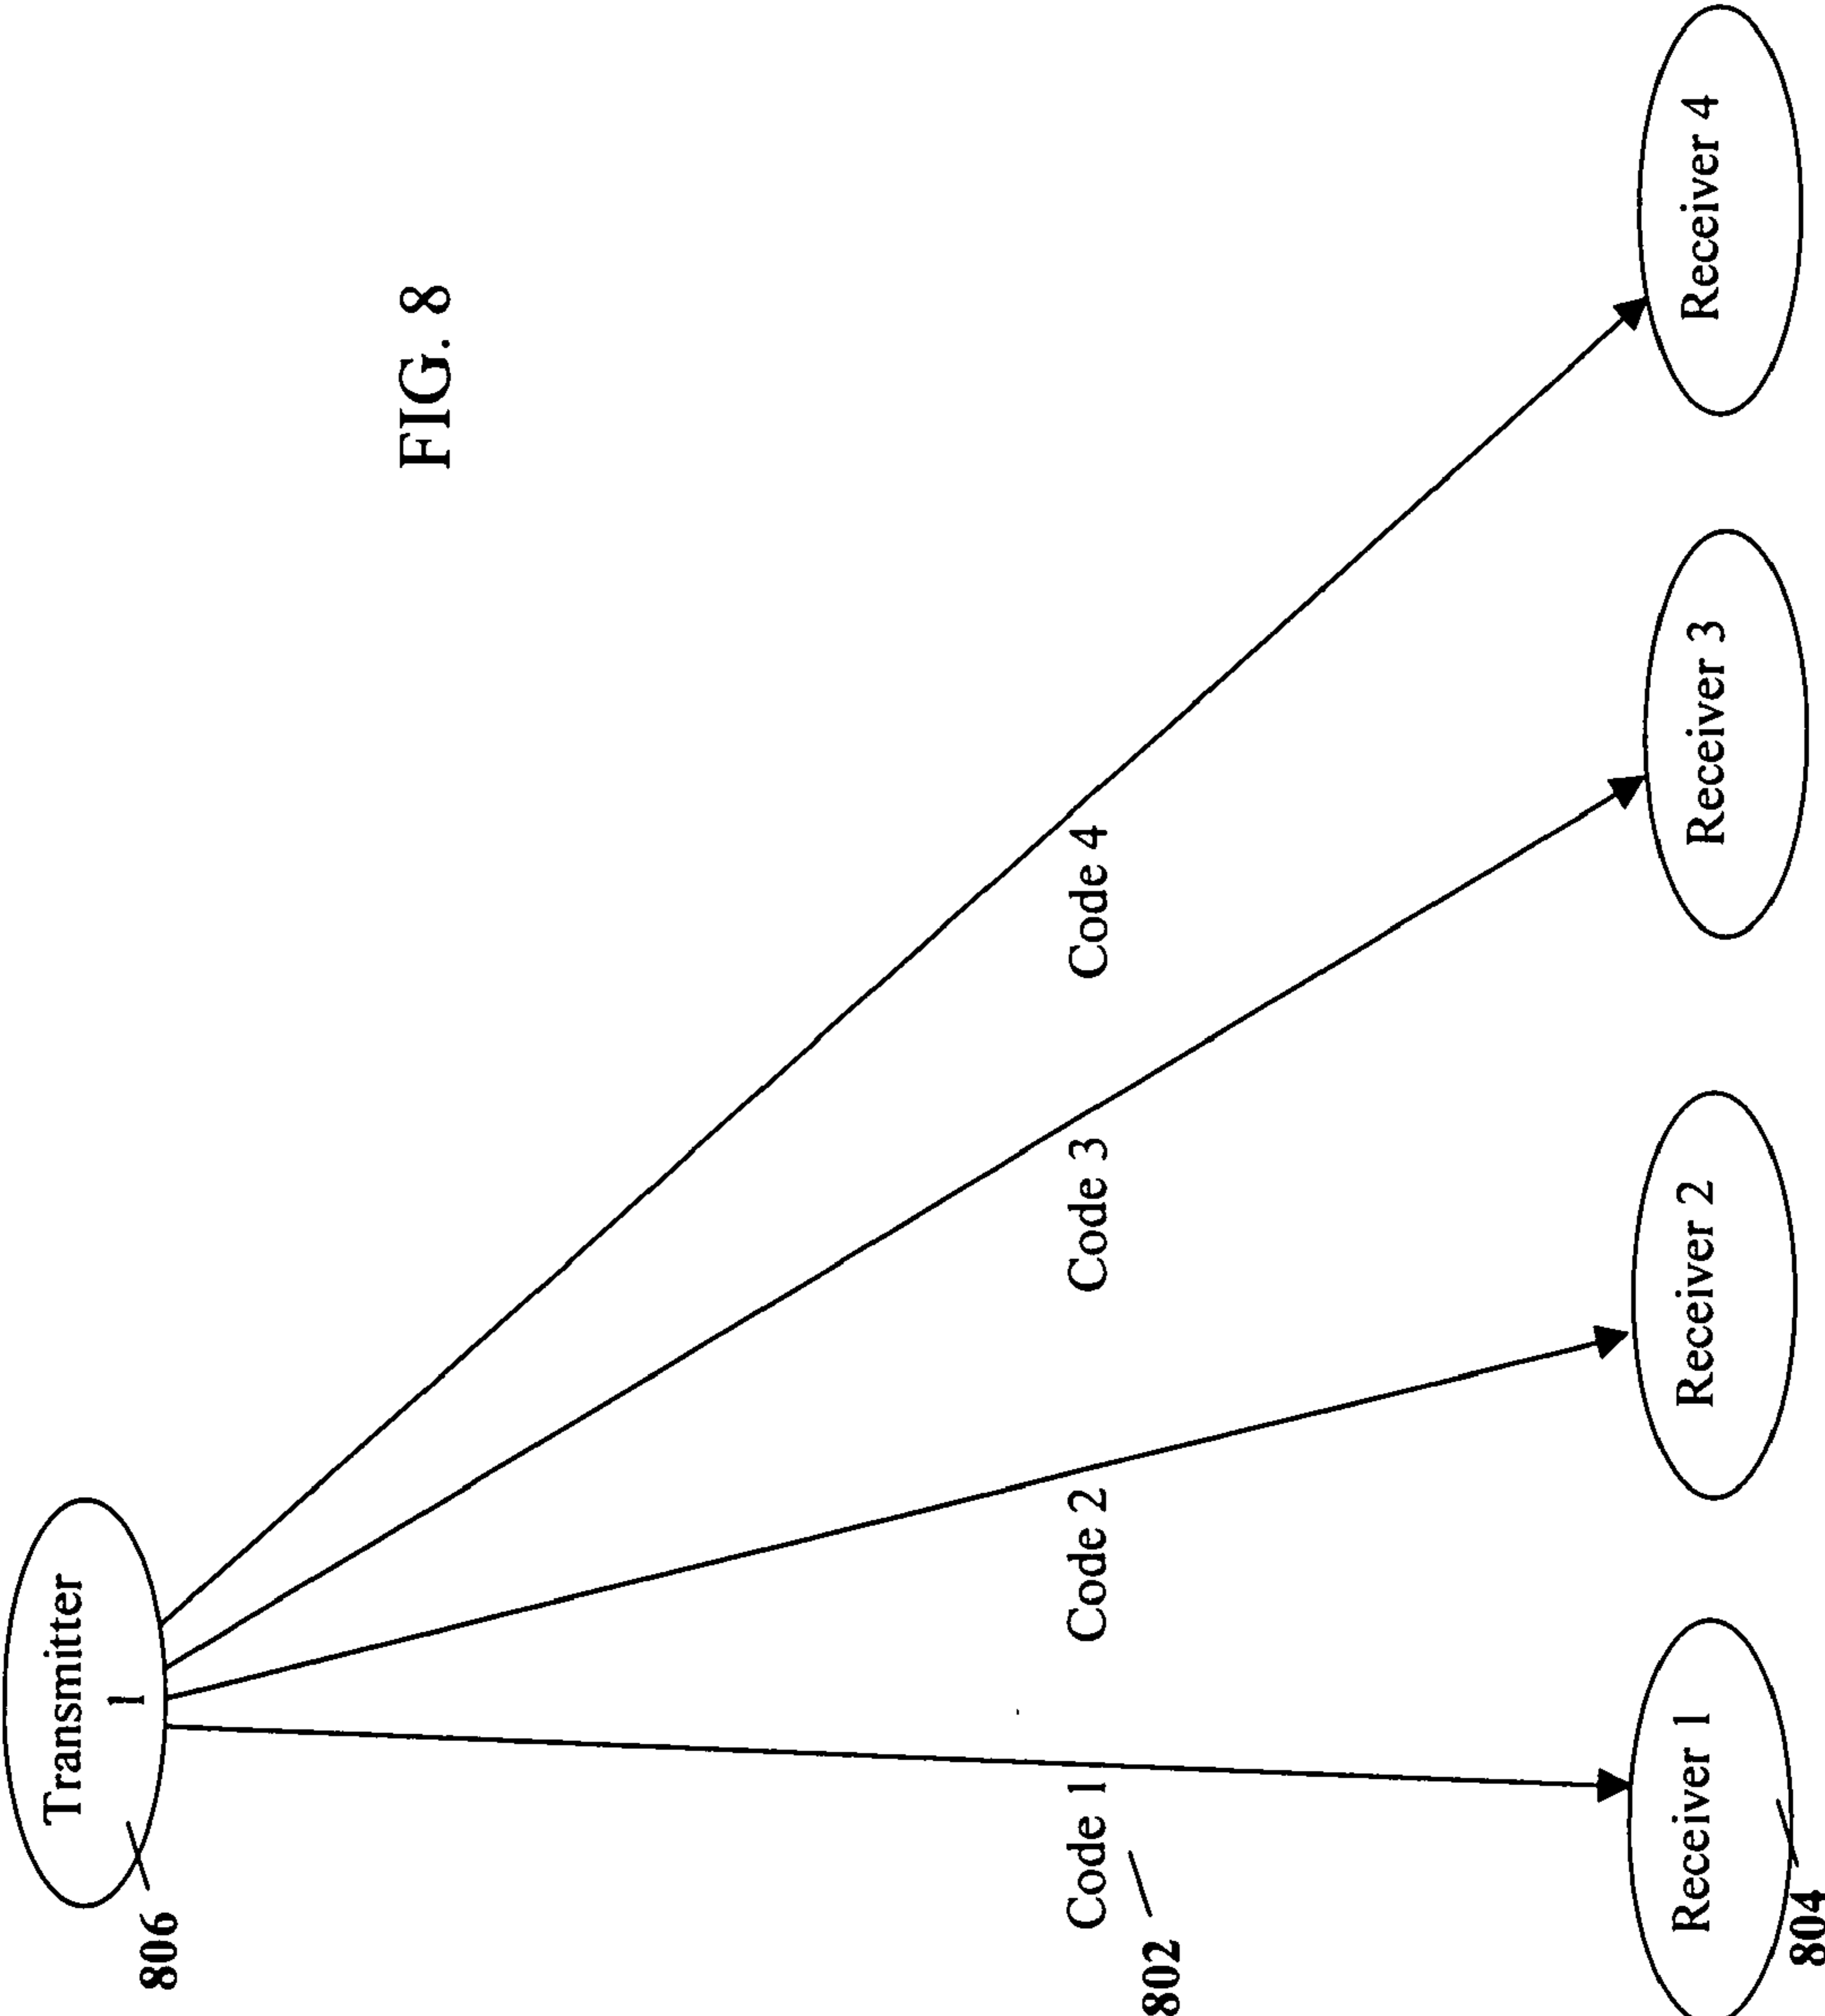 Transmitter
1
806
FIG. 8
Code 1
Code 2
Code 3
Code 4
802
Receiver 1
Receiver 2
Receiver 3
Receiver 4
804